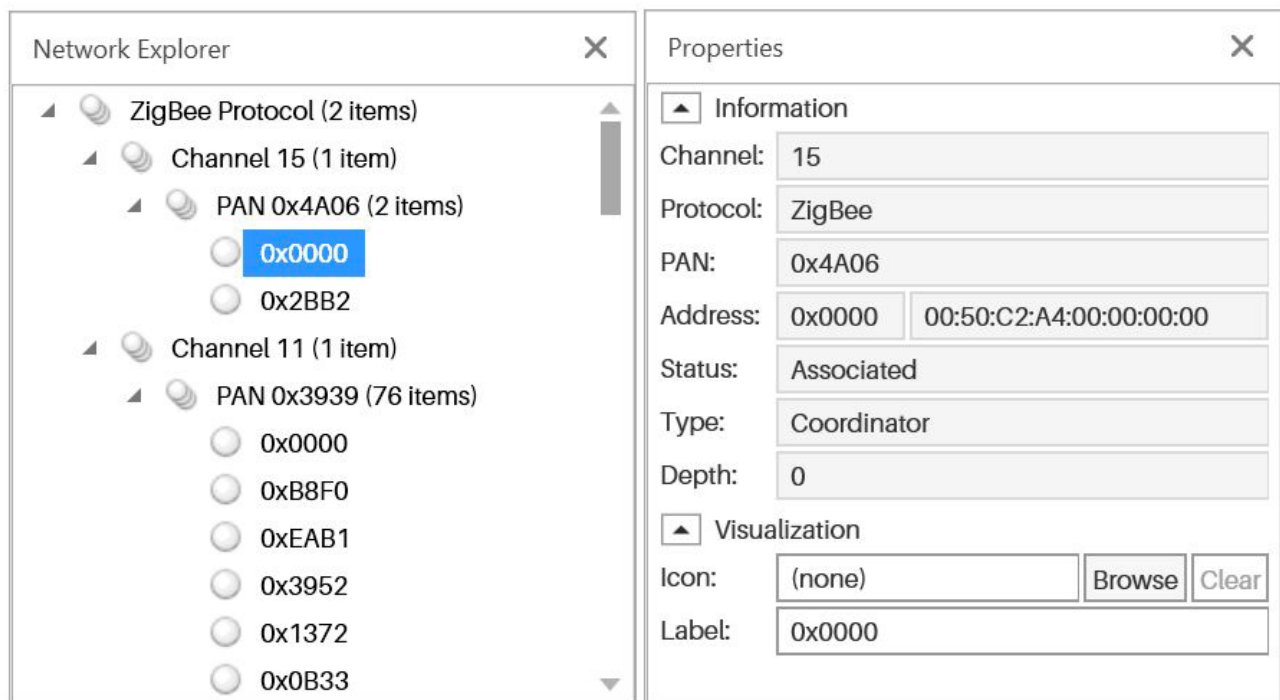 Network Explorer
ZigBee Protocol (2 items)
Channel 15 (1 item)
PAN 0x4A06 (2 items)
0x0000
0x2BB2
Channel 11 (1 item)
PAN 0x3939 (76 items)
0x0000
0xB8F0
0xEAB1
0x3952
0x1372
0x0B33
Properties
Information
Channel: 15
Protocol: ZigBee
PAN: 0x4A06
Address: 0x0000 00:50:C2:A4:00:00:00:00
Status: Associated
Type: Coordinator
Depth: 0
Visualization
Icon: (none) Browse Clear
Label: 0x0000